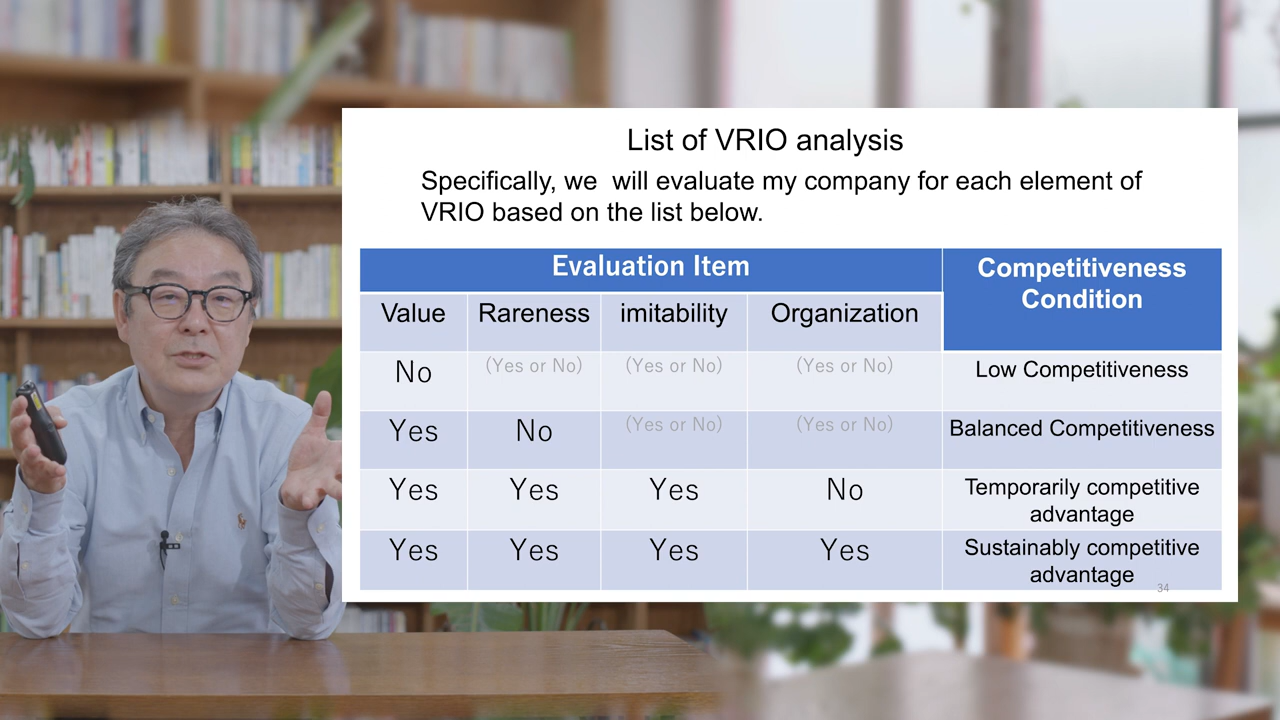 List of VRIO analysis
Specifically, we  will evaluate my company for each element of
VRIO based on the list below.
Evaluation Item
Competitiveness
Condition
Value Rareness imitability Organization
No (Yes or No) (Yes or No) (Yes or No) Low Competitiveness
Yes No (Yes or No) (Yes or No) Balanced Competitiveness
Yes Yes Yes No Temporarily competitive
advantage
Yes Yes Yes Yes Sustainably competitive
advantage
34